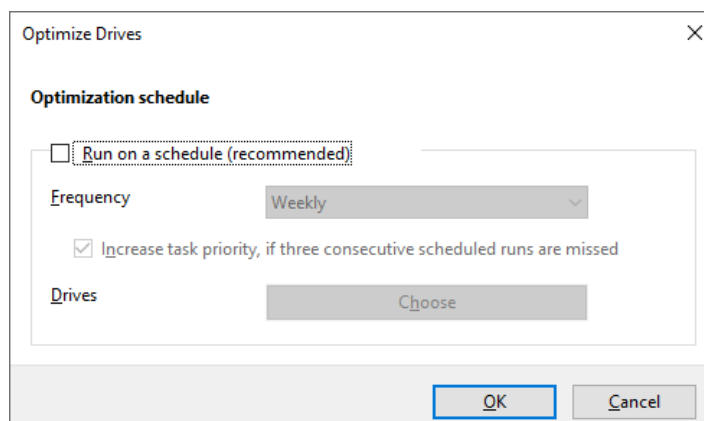 Optimize Drives
Optimization schedule
Run on a schedule (recommended)
Frequency
Weekly
Increase task priority, if three consecutive scheduled runs are missed
Drives
Choose
OK
Cancel